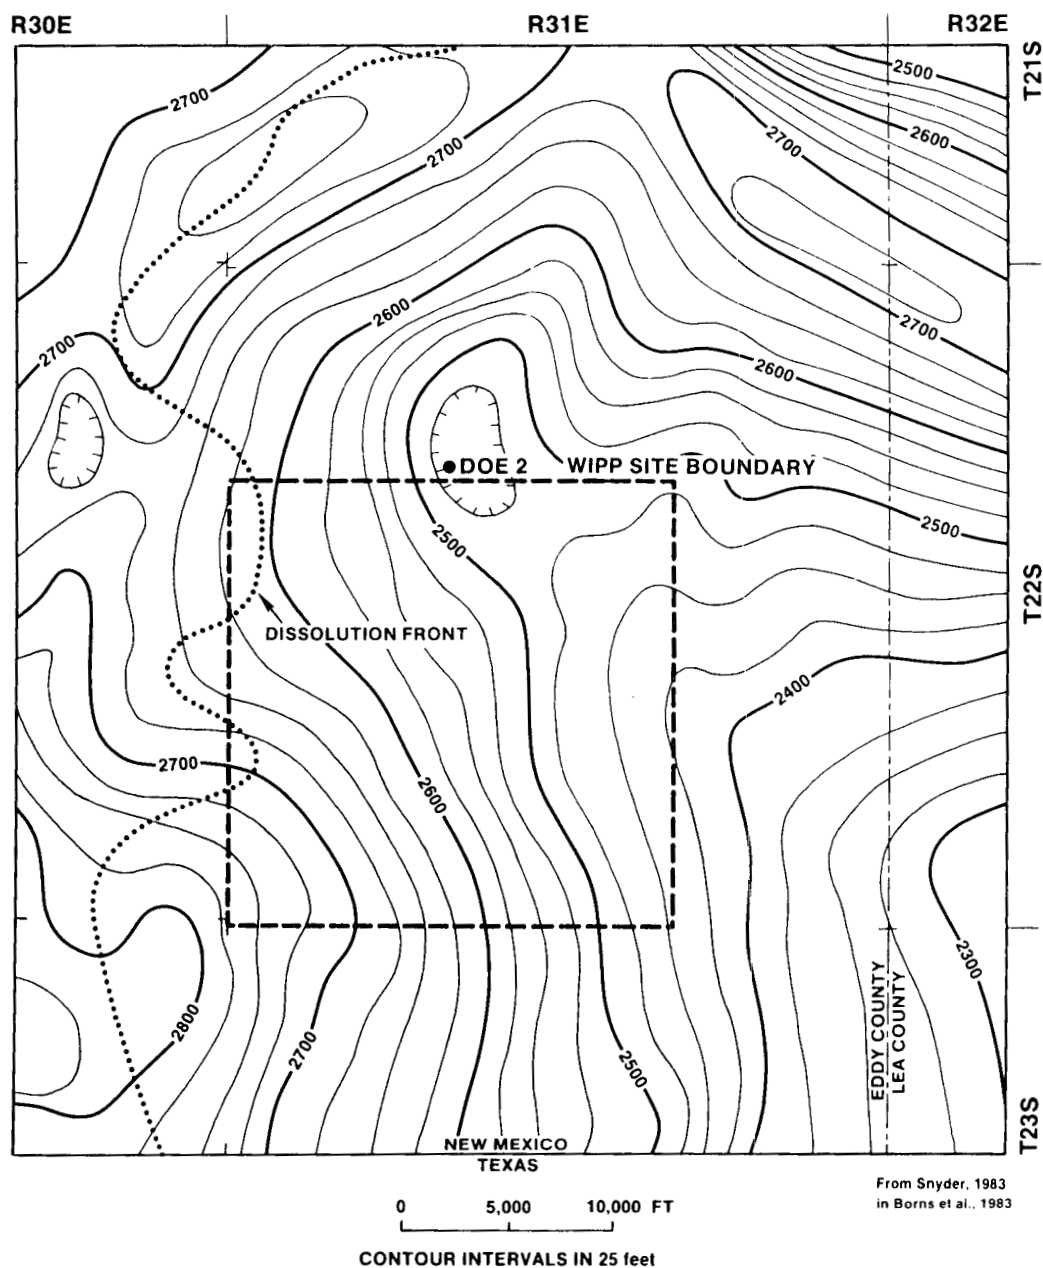 R30E R31E R32E
T21S
2500
2700
2600
2700
2700
2600
2700
2700
2600
DOE 2 WIPP SITE BOUNDARY
2500
2500
T22S
DISSOLUTION FRONT
2400
2700
2600
2300
EDDY COUNTY
LEA COUNTY
2800
2700
2500
T23S
NEW MEXICO
TEXAS
From Snyder, 1983
in Borns et al., 1983
0 5,000 10,000 FT
CONTOUR INTERVALS IN 25 feet